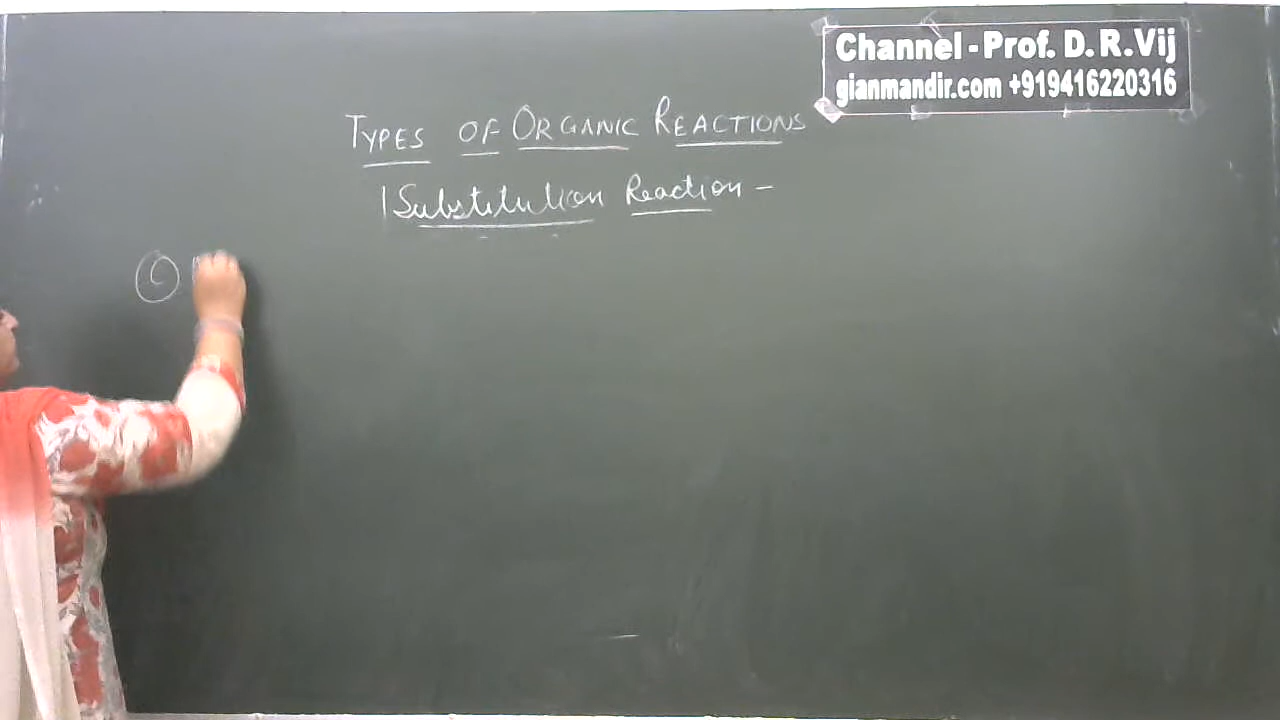 Channel - Prof. D. R. Vij
gianmandir.com +919416220316
TYPES OF ORGANIC REACTIONS
1 Substitution Reaction -